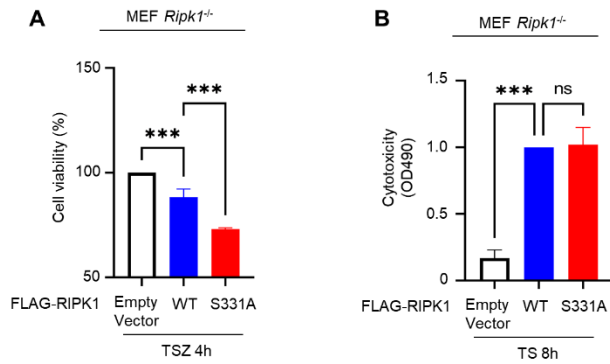 A
MEF Ripk1-/-
***
***
Cell viability (%)
100
50
FLAG-RIPK1
Empty
Vector
WT
S331A
TSZ 4h
B
MEF Ripk1-/-
***
ns
Cytotoxicity
(OD490)
1.5
1.0
0.5
0
FLAG-RIPK1
Empty
Vector
WT
S331A
TS 8h